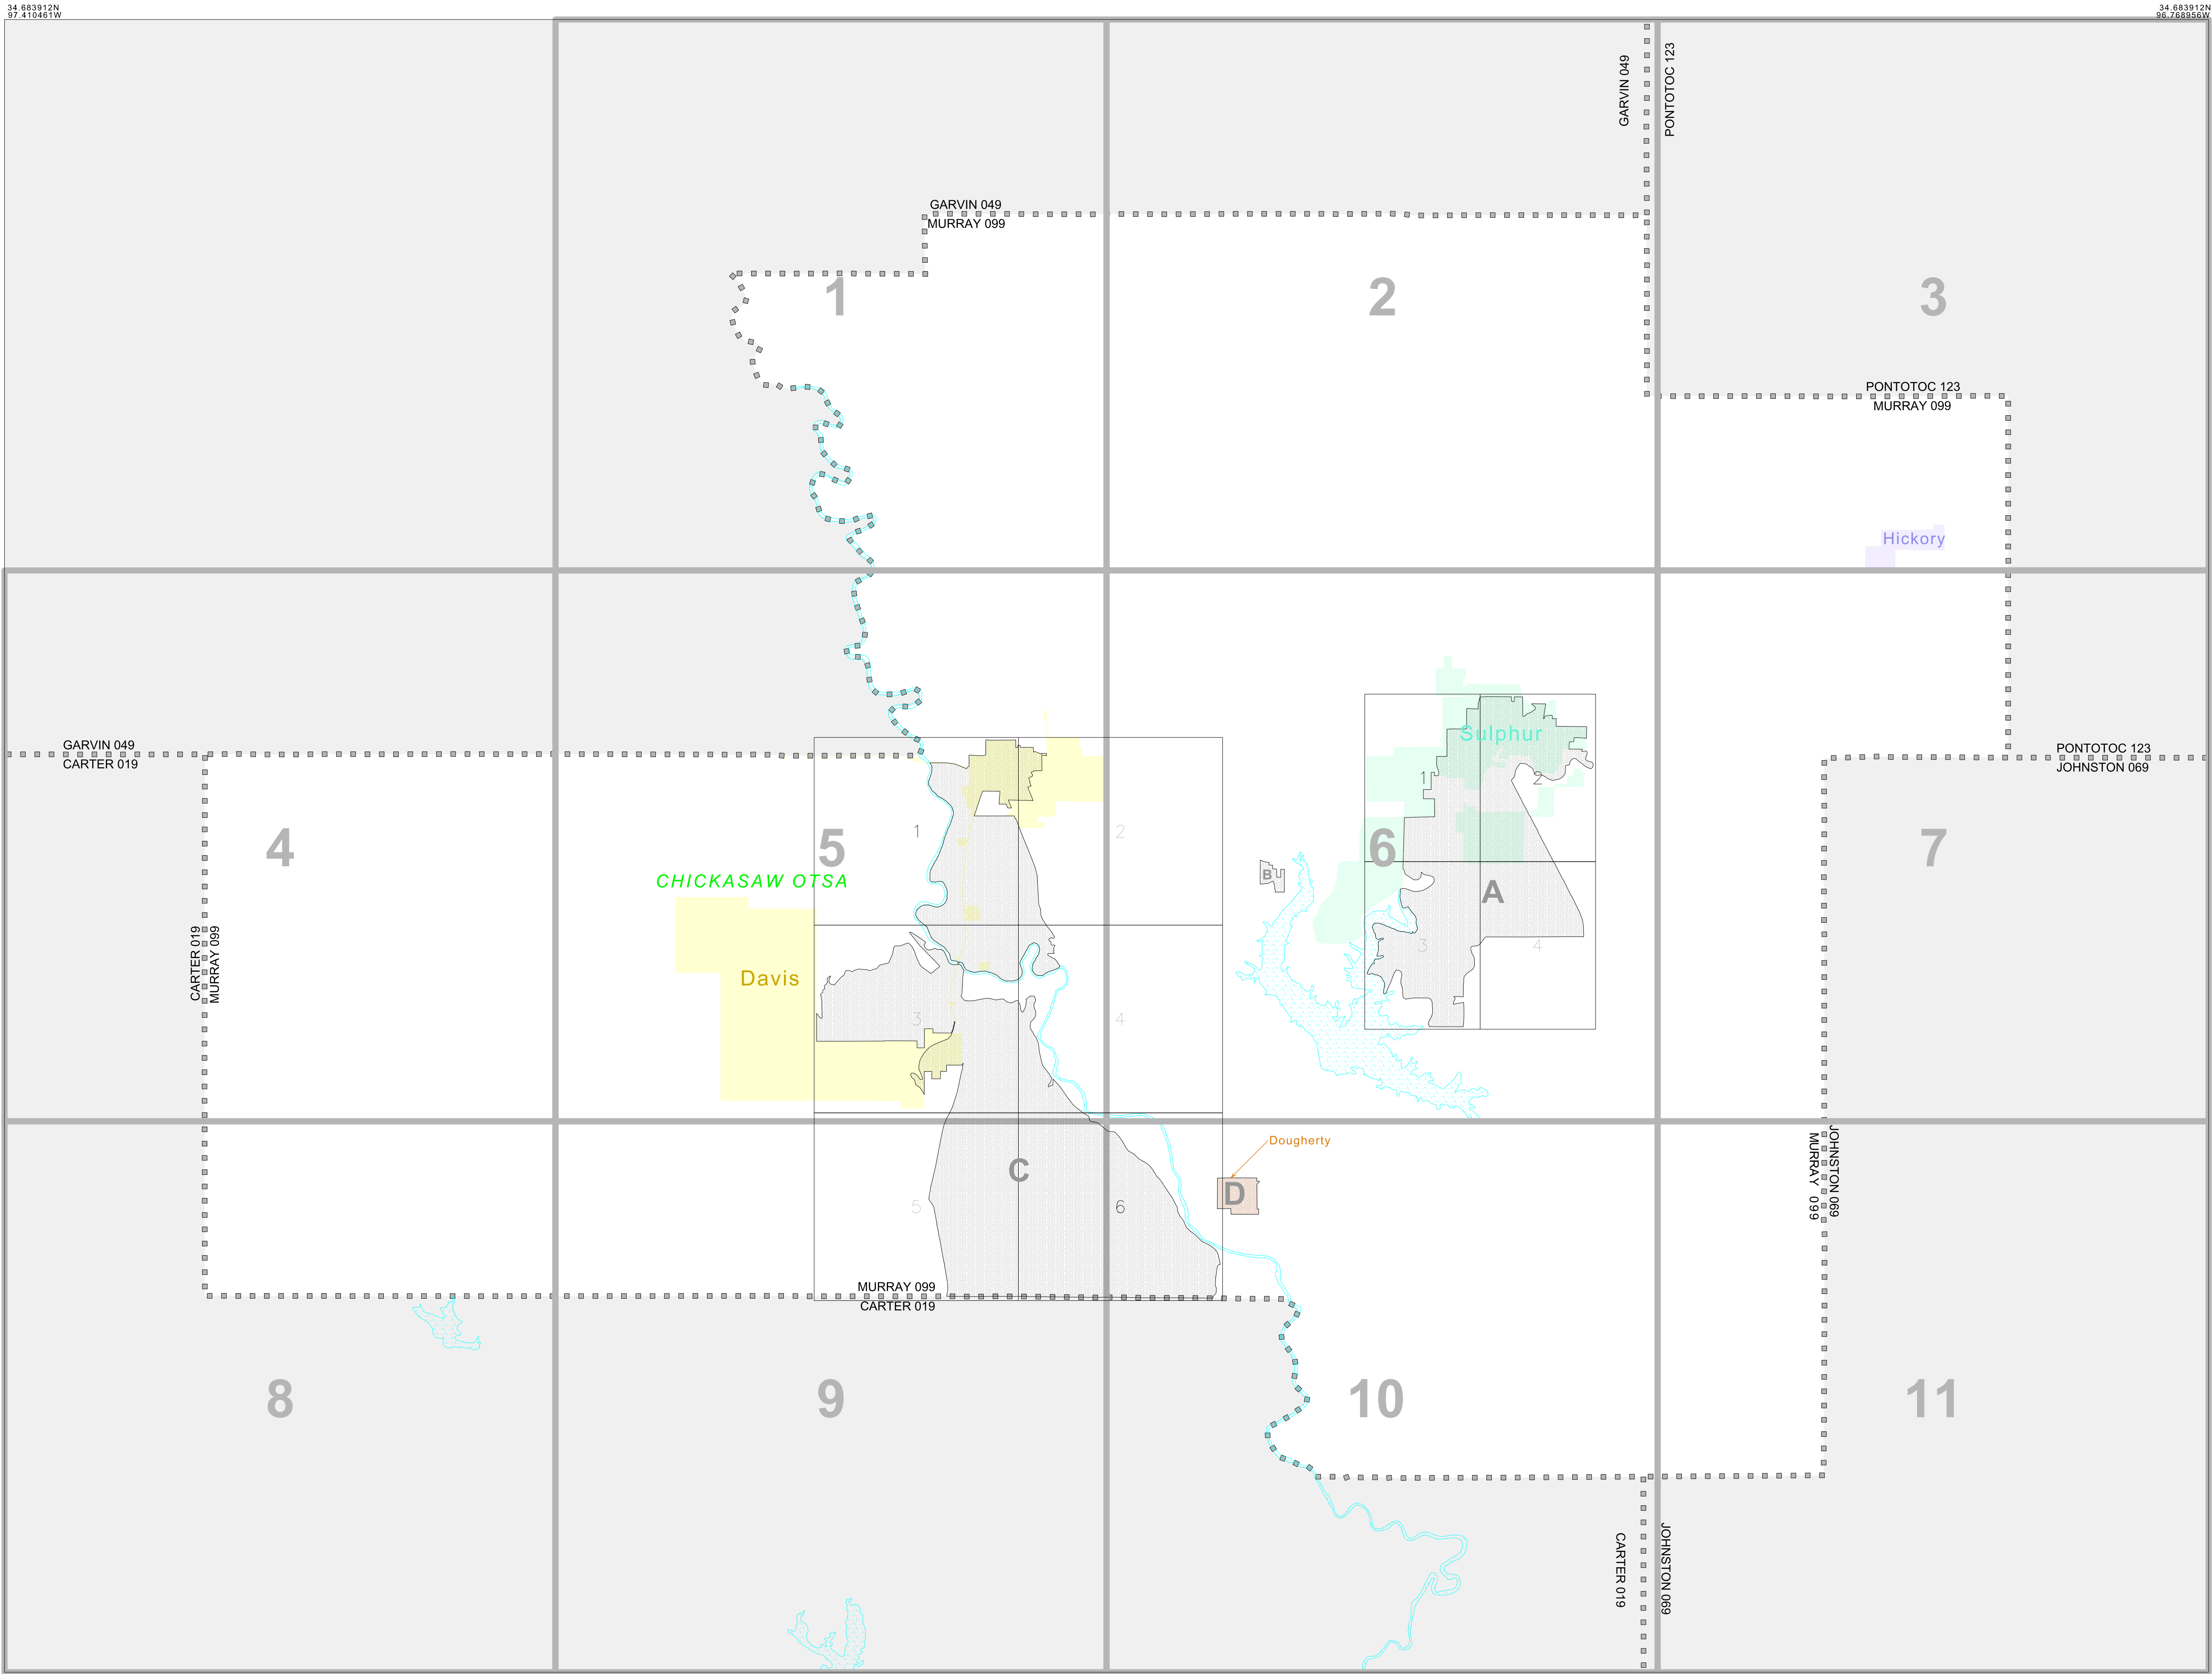 34.683912N
97.410461W
34.683912N
96.768956W
GARVIN 049
PONTOTOC 123
GARVIN 049
MURRAY 099
1
2
3
PONTOTOC 123
MURRAY 099
Hickory
Sulphur
GARVIN 049
CARTER 019
PONTOTOC 123
JOHNSTON 069
1
2
1
2
4
5
6
7
CHICKASAW OTSA
B
A
CARTER 019
MURRAY 099
Davis
3
4
3
4
Dougherty
MURRAY 099
JOHNSTON 069
C
D
5
6
MURRAY 099
CARTER 019
8
9
10
11
CARTER 019
JOHNSTON 069